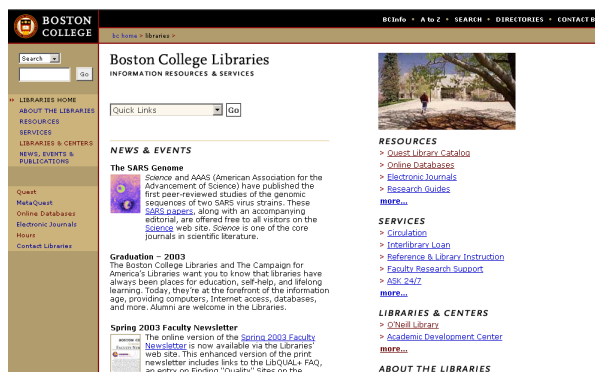 BOSTON
COLLEGE
BCInfo • A to Z • SEARCH • DIRECTORIES • CONTACT B
bc home > libraries >
Search
Go
» LIBRARIES HOME
ABOUT THE LIBRARIES
RESOURCES
SERVICES
LIBRARIES & CENTERS
NEWS, EVENTS &
PUBLICATIONS
Quest
MetaQuest
Online Databases
Electronic Journals
Hours
Contact Libraries
Boston College Libraries
INFORMATION RESOURCES & SERVICES
Quick Links
Go
NEWS & EVENTS
The SARS Genome
Science and AAAS (American Association for the
Advancement of Science) have published the
first peer-reviewed studies of the genomic
sequences of two SARS virus strains. These
SARS papers, along with an accompanying
editorial, are offered free to all visitors on the
Science web site. Science is one of the core
journals in scientific literature.
Graduation – 2003
The Boston College Libraries and The Campaign for
America's Libraries want you to know that libraries have
always been places for education, self-help, and lifelong
learning. Today, they're at the forefront of the information
age, providing computers, Internet access, databases,
and more. Alumni are welcome in the Libraries.
Spring 2003 Faculty Newsletter
The online version of the Spring 2003 Faculty
Newsletter is now available via the Libraries'
web site. This enhanced version of the print
newsletter includes links to the LibQUAL+ FAQ,
an entry on Finding "Quality" Sites on the
RESOURCES
> Quest Library Catalog
> Online Databases
> Electronic Journals
> Research Guides
more...
SERVICES
> Circulation
> Interlibrary Loan
> Reference & Library Instruction
> Faculty Research Support
> ASK 24/7
more...
LIBRARIES & CENTERS
> O'Neill Library
> Academic Development Center
more...
ABOUT THE LIBRARIES